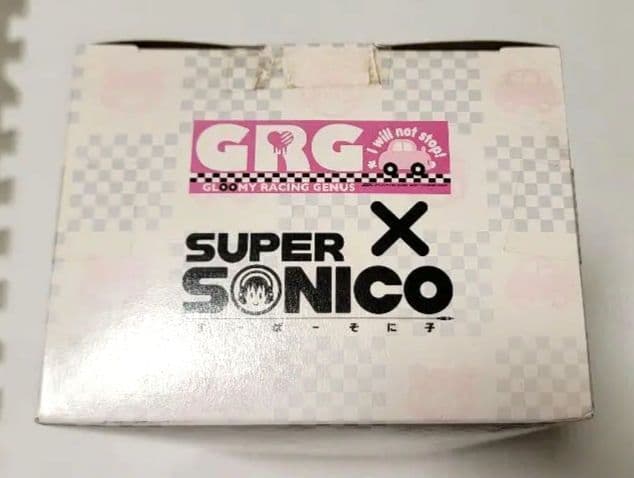 GRG
I will not stop!
GLOOMY RACING GENUS
X
SUPER
SONICO
すーぱーそに子